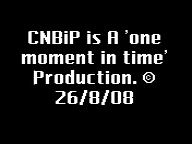 CNBiP is A 'one
moment in time'
Production. ©
26/8/08